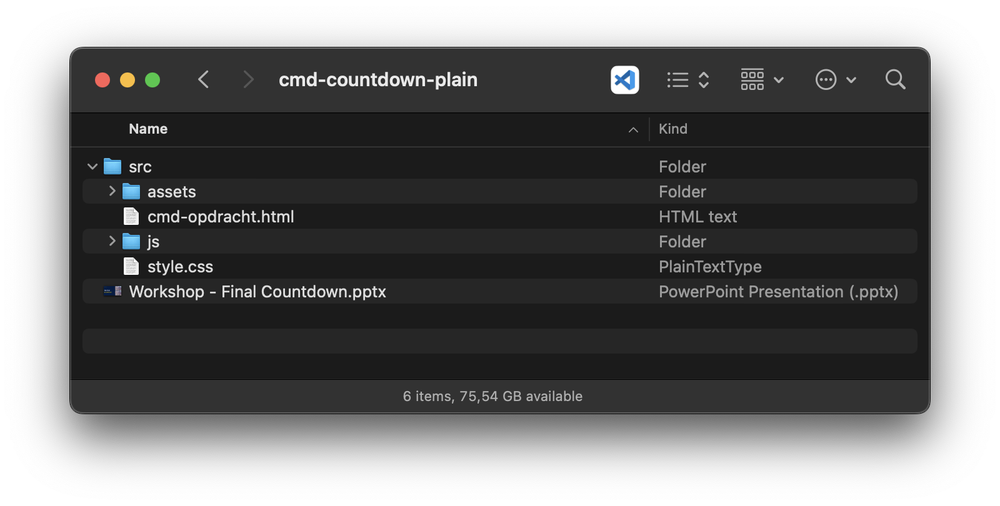 cmd-countdown-plain
Name Kind
src Folder
assets Folder
cmd-opdracht.html HTML text
js Folder
style.css PlainTextType
Workshop - Final Countdown.pptx PowerPoint Presentation (.pptx)
6 items, 75,54 GB available